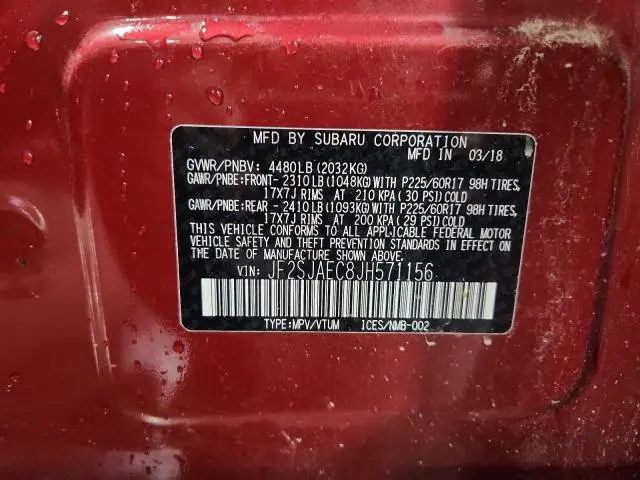 MFD BY SUBARU CORPORATION MFD IN 03/18
GVWR/PNBV: 4480LB(2032KG)
GAWR/PNBE:FRONT-2310LB(1048KG)WITH P225/60R17 98H TIRES,
17X7J RIMS AT 210 KPA(30 PSI)COLD
GAWR/PNBE:REAR -2410LB(1093KG)WITH P225/60R17 98H TIRES,
17X7J RIMS AT 200 KPA(29 PSI)COLD
THIS VEHICLE CONFORMS TO ALL APPLICABLE FEDERAL MOTOR
VEHICLE SAFETY AND THEFT PREVENTION STANDARDS IN EFFECT ON
THE DATE OF MANUFACTURE SHOWN ABOVE.
VIN: JF2SJAEC8JH571156
TYPE:MPV/VTUM ICES/NMB-002